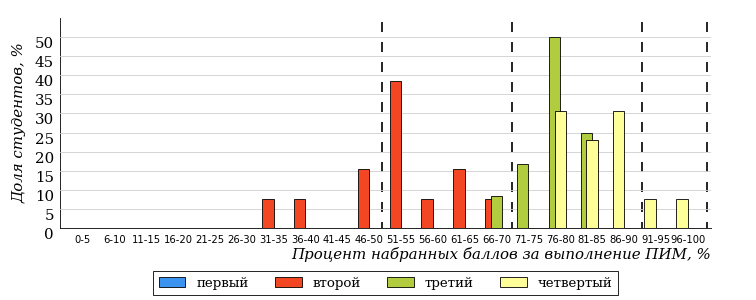 Доля студентов, %
50
45
40
35
30
25
20
15
10
5
0
0-5 6-10 11-15 16-20 21-25 26-30 31-35 36-40 41-45 46-50 51-55 56-60 61-65 66-70 71-75 76-80 81-85 86-90 91-95 96-100
Процент набранных баллов за выполнение ПИМ, %
первый второй третий четвертый